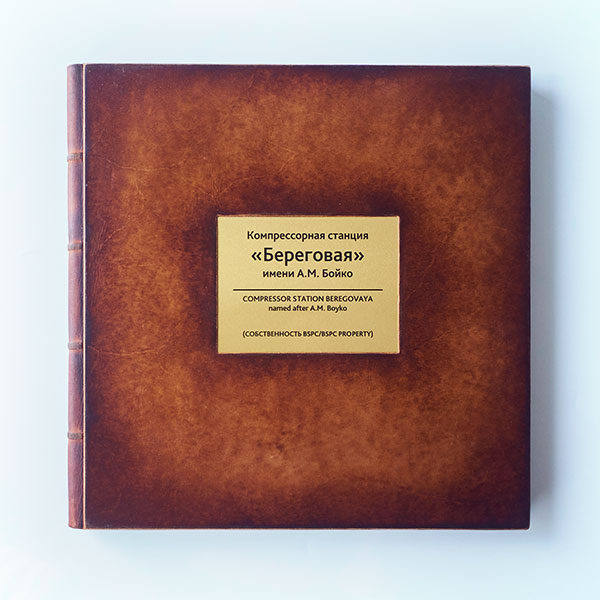 Компрессорная станция
«Береговая»
имени А.М. Бойко
COMPRESSOR STATION BEREGOVAYA
named after A.M. Boyko
(СОБСТВЕННОСТЬ BSPC/BSPC PROPERTY)